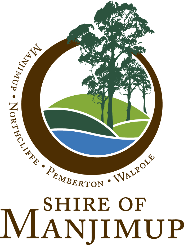 Manjimup • Northcliffe • Pemberton • Walpole
SHIRE OF
MANJIMUP